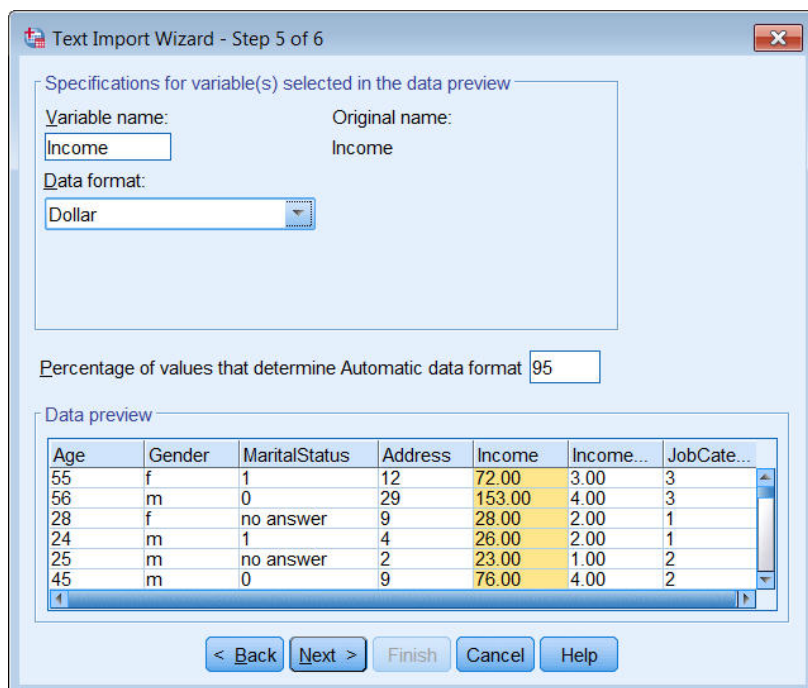 Text Import Wizard - Step 5 of 6
Specifications for variable(s) selected in the data preview
Variable name: Original name:
Income Income
Data format:
Dollar
Percentage of values that determine Automatic data format 95
Data preview
Age Gender MaritalStatus Address Income Income... JobCate...
55 f 1 12 72.00 3.00 3
56 m 0 29 153.00 4.00 3
28 f no answer 9 28.00 2.00 1
24 m 1 4 26.00 2.00 1
25 m no answer 2 23.00 1.00 2
45 m 0 9 76.00 4.00 2
< Back Next > Finish Cancel Help